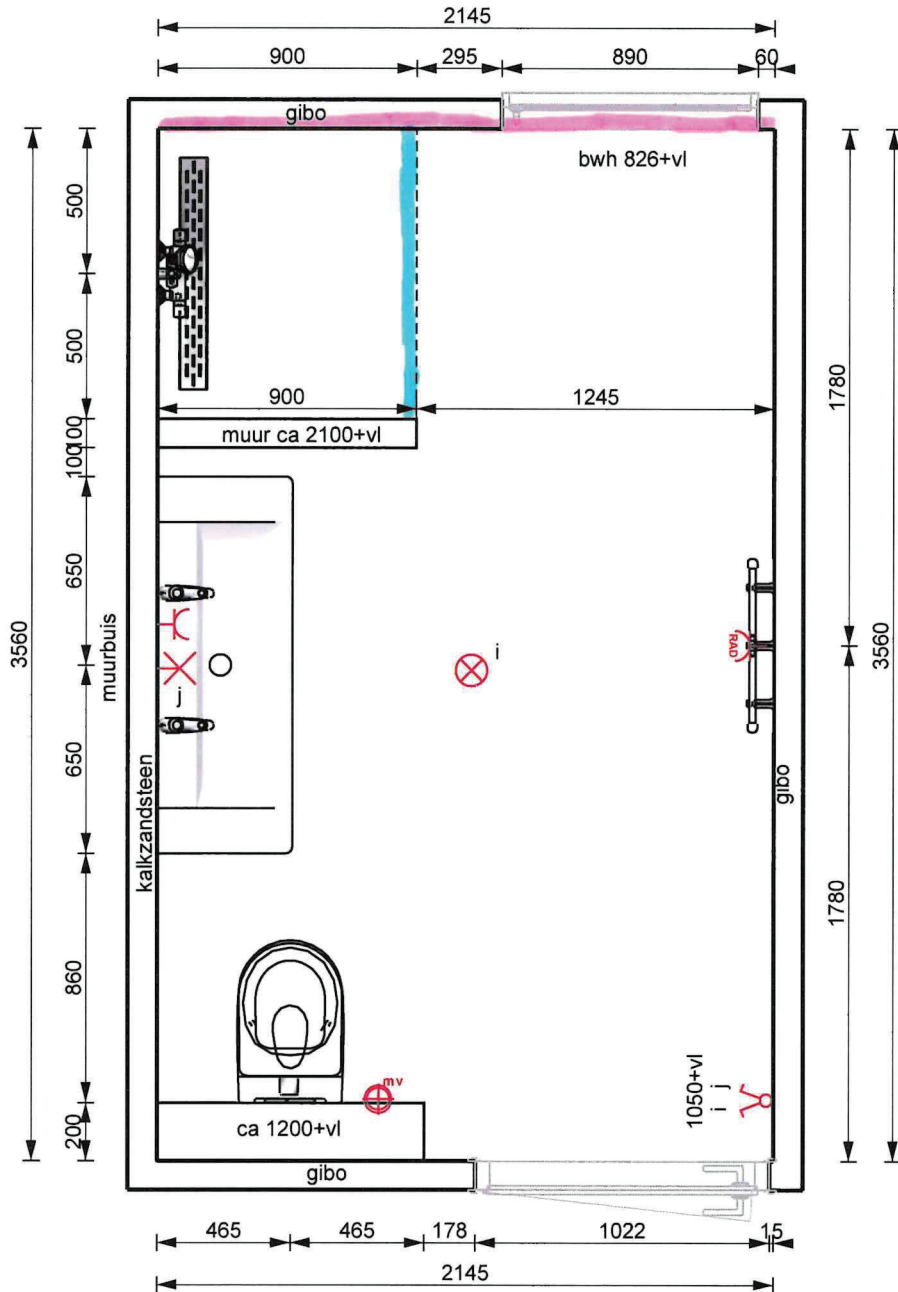 2145
900 295 890 60
gibo
bwh 826+vl
500
500
900 1245
100
muur ca 2100+vl
100
1780
650
3560
muurbuis
RAD
i
3560
j
650
kalkzandsteen
gibo
1780
860
mv
1050+vl
i j
200
ca 1200+vl
gibo
465 465 178 1022 15
2145